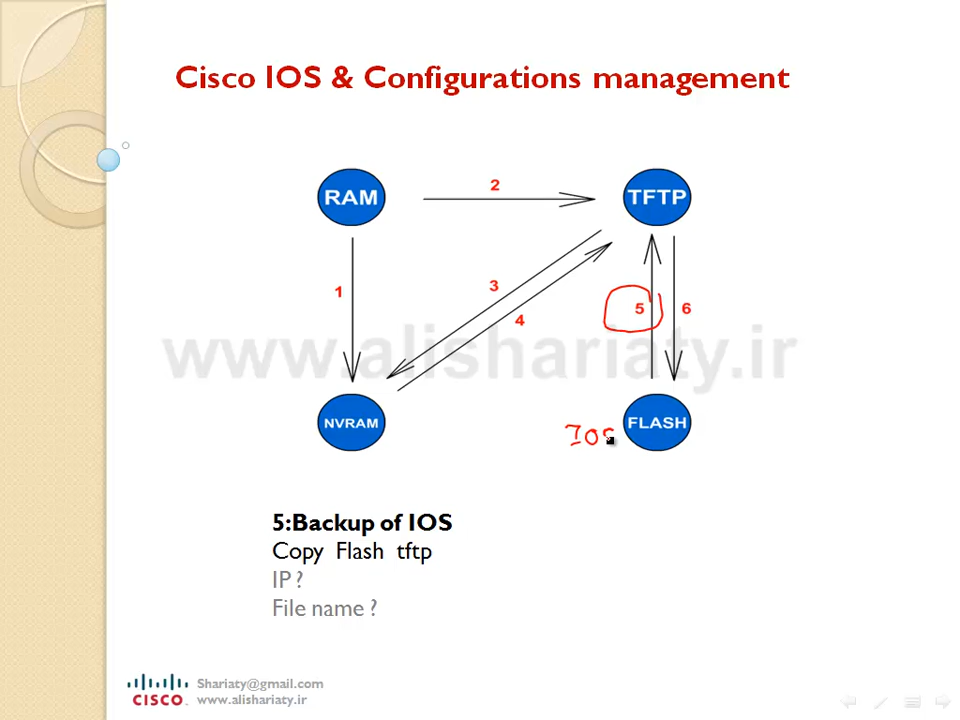 Cisco IOS & Configurations management
RAM
2
TFTP
1
3
4
5
6
www.alishariaty.ir
NVRAM
IOS
FLASH
5:Backup of IOS
Copy Flash tftp
IP ?
File name ?
CISCO
Shariaty@gmail.com
www.alishariaty.ir